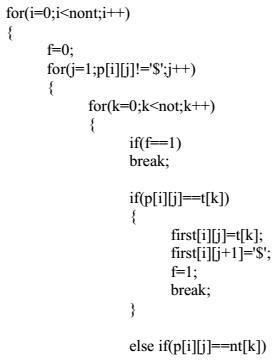 for(i=0;i<nont;i++)
{
f=0;
for(j=1;p[i][j]!='$';j++)
{
for(k=0;k<not;k++)
{
if(f==1)
break;
if(p[i][j]==t[k])
{
first[i][j]=t[k];
first[i][j+1]='$';
f=1;
break;
}
else if(p[i][j]==nt[k])